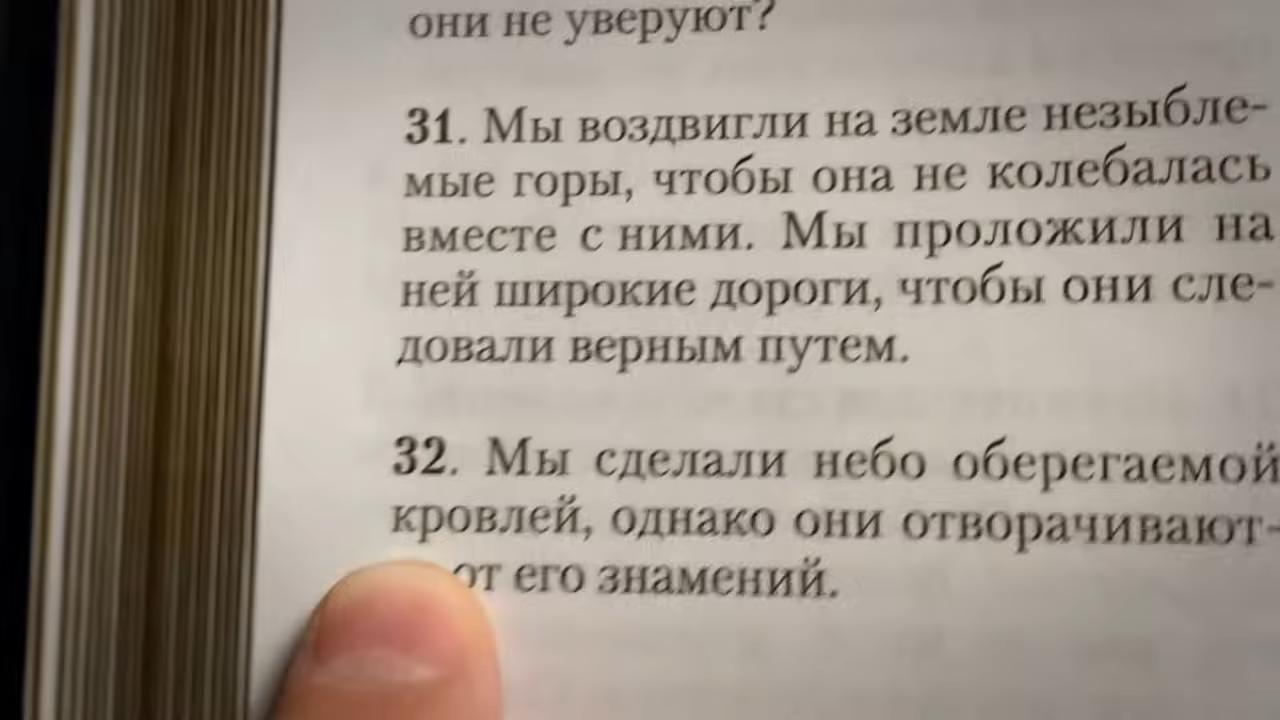 они не уверуют?
31. Мы воздвигли на земле незыбле-
мые горы, чтобы она не колебалась
вместе с ними. Мы проложили на
ней широкие дороги, чтобы они сле-
довали верным путем.
32. Мы сделали небо оберегаемой
кровлей, однако они отворачивают-
от его знамений.